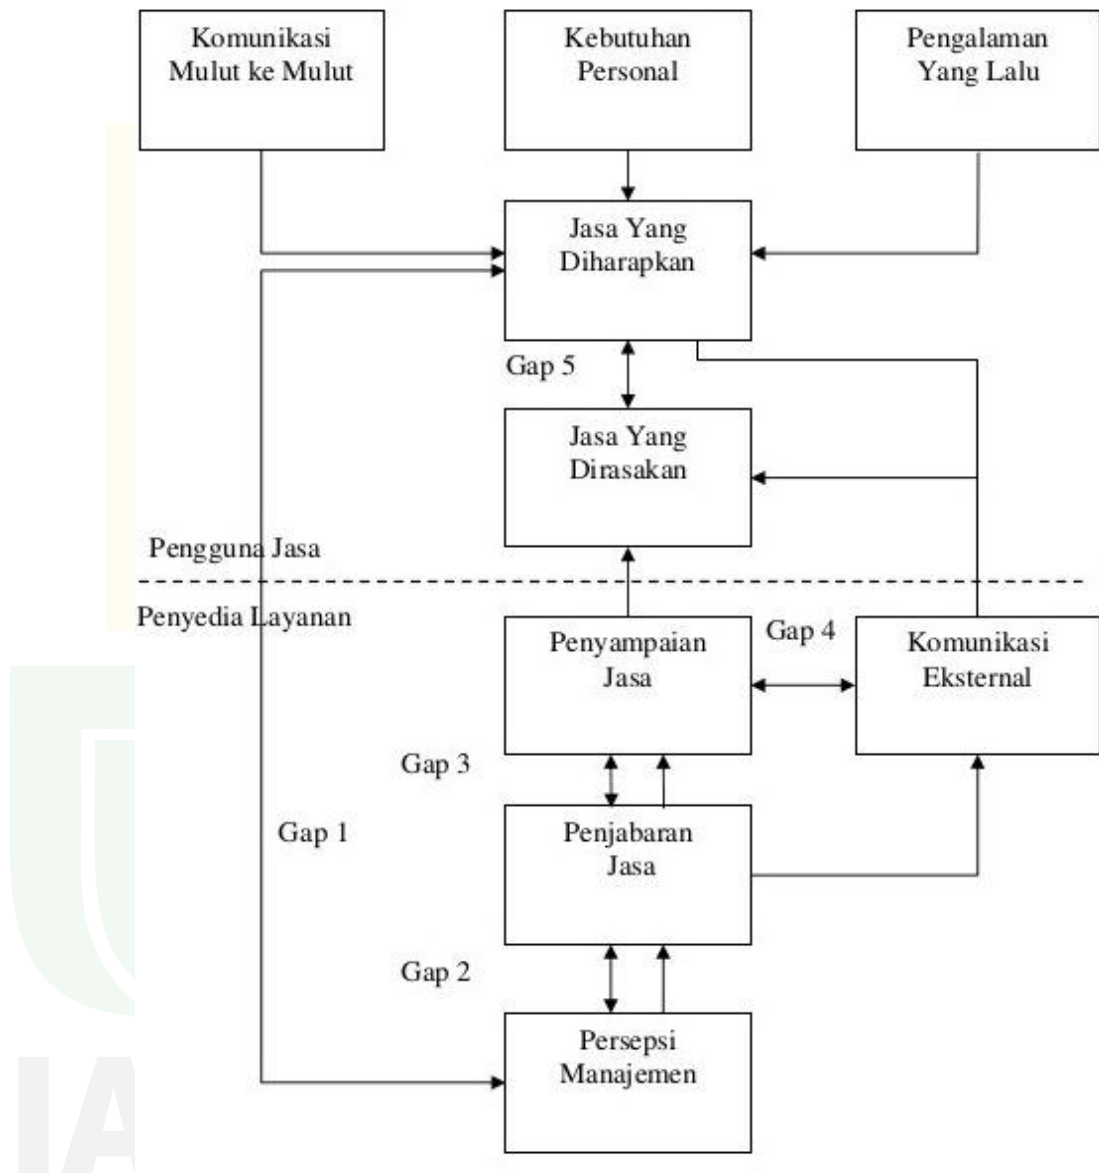 Komunikasi
Mulut ke Mulut
Kebutuhan
Personal
Pengalaman
Yang Lalu
Jasa Yang
Diharapkan
Gap 5
Jasa Yang
Dirasakan
Pengguna Jasa
Penyedia Layanan
Penyampaian
Jasa
Gap 4
Komunikasi
Eksternal
Gap 3
Gap 1
Penjabaran
Jasa
Gap 2
Persepsi
Manajemen
IA